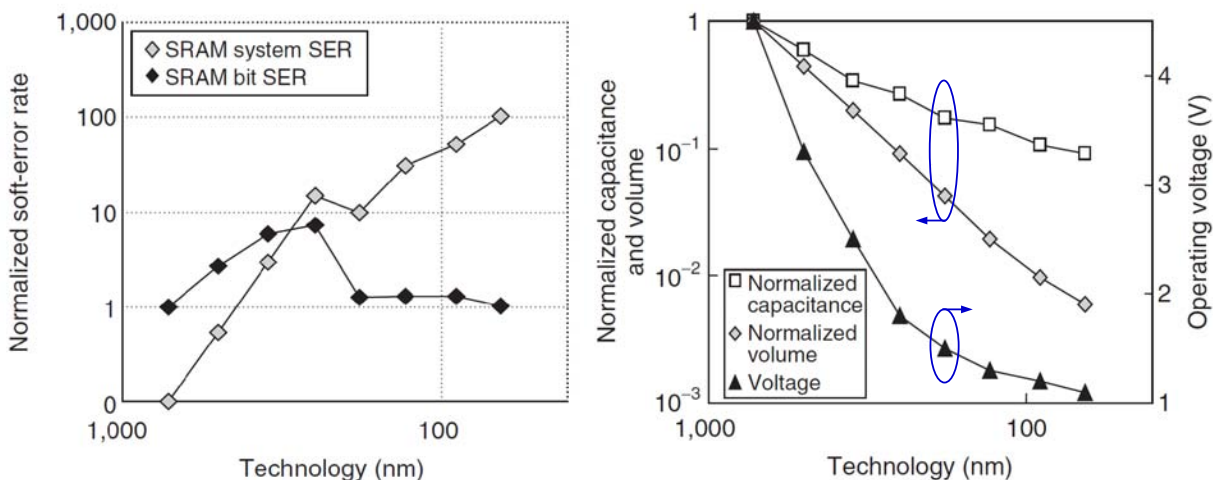 1,000
100
10
1
0
Normalized soft-error rate
SRAM system SER
SRAM bit SER
1,000
100
Technology (nm)
1
10⁻¹
10⁻²
10⁻³
Normalized capacitance
and volume
Normalized
capacitance
Normalized
volume
Voltage
4
3
2
1
Operating voltage (V)
1,000
100
Technology (nm)